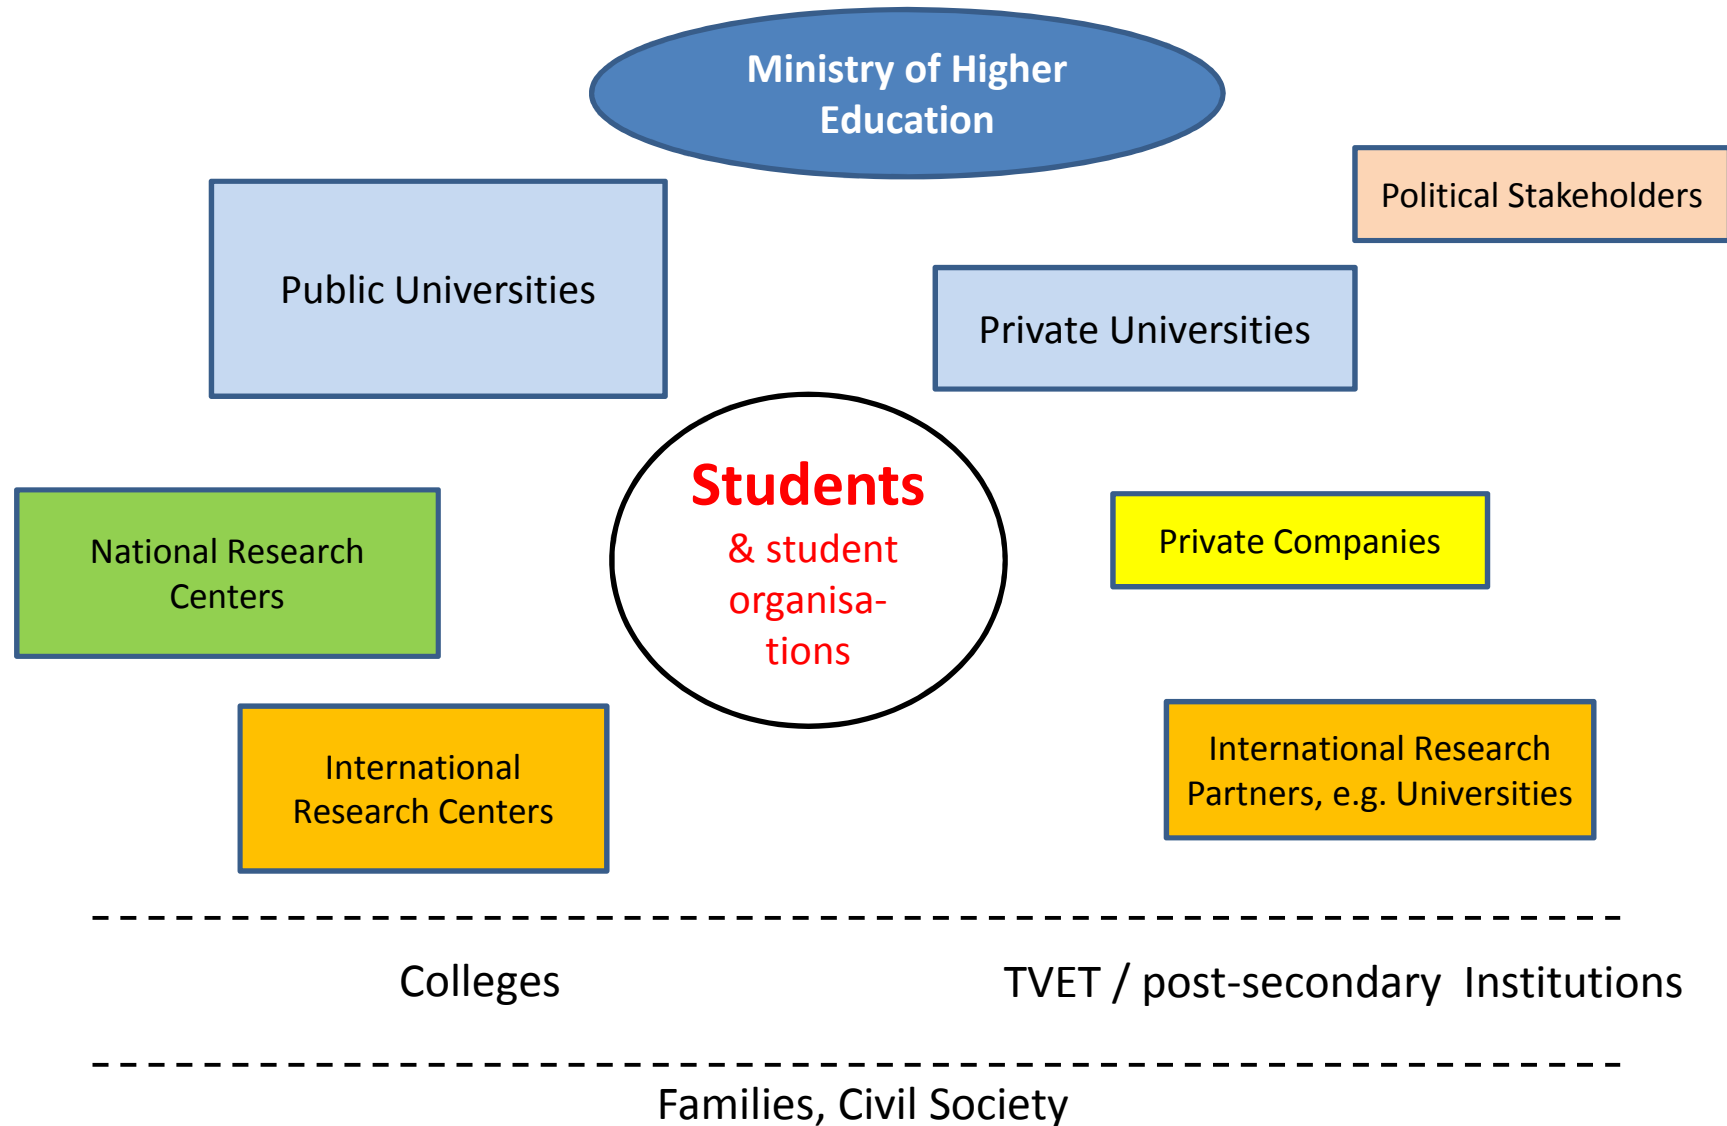 Ministry of Higher
Education
Political Stakeholders
Public Universities
Private Universities
Students
& student
organisa-
tions
National Research
Centers
Private Companies
International
Research Centers
International Research
Partners, e.g. Universities
Colleges
TVET / post-secondary  Institutions
Families, Civil Society